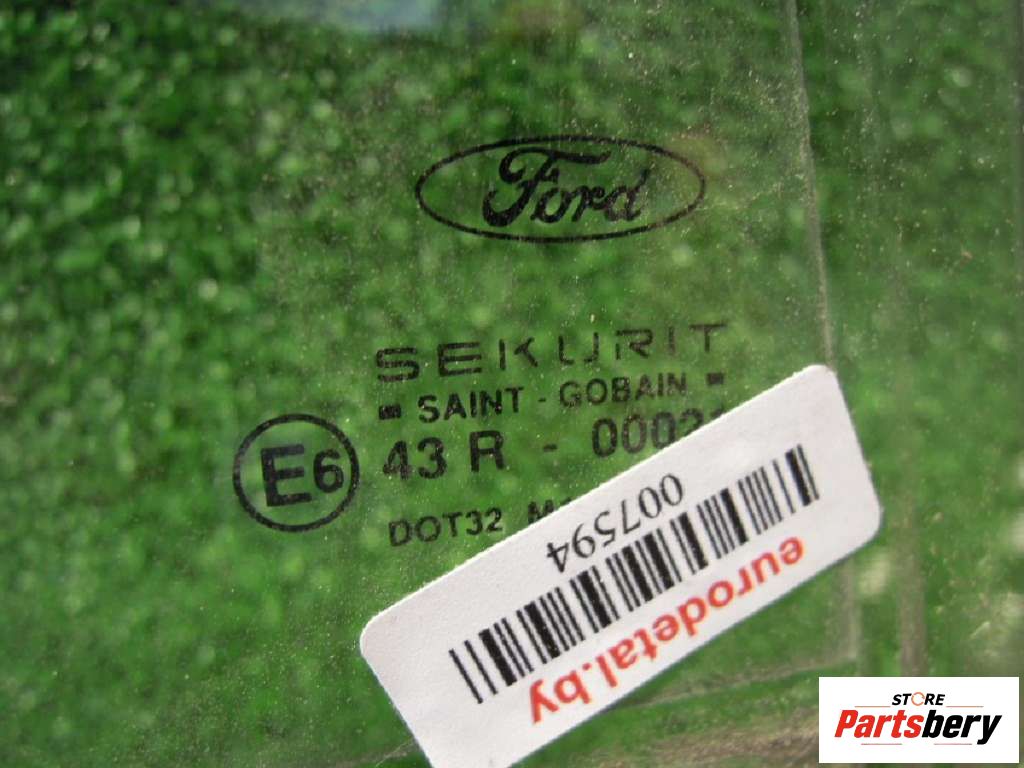 Ford
SEKURIT
SAINT - GOBAIN
E6
43 R - 0002
DOT32
007594
eurodetal.by
STORE
Partsbery